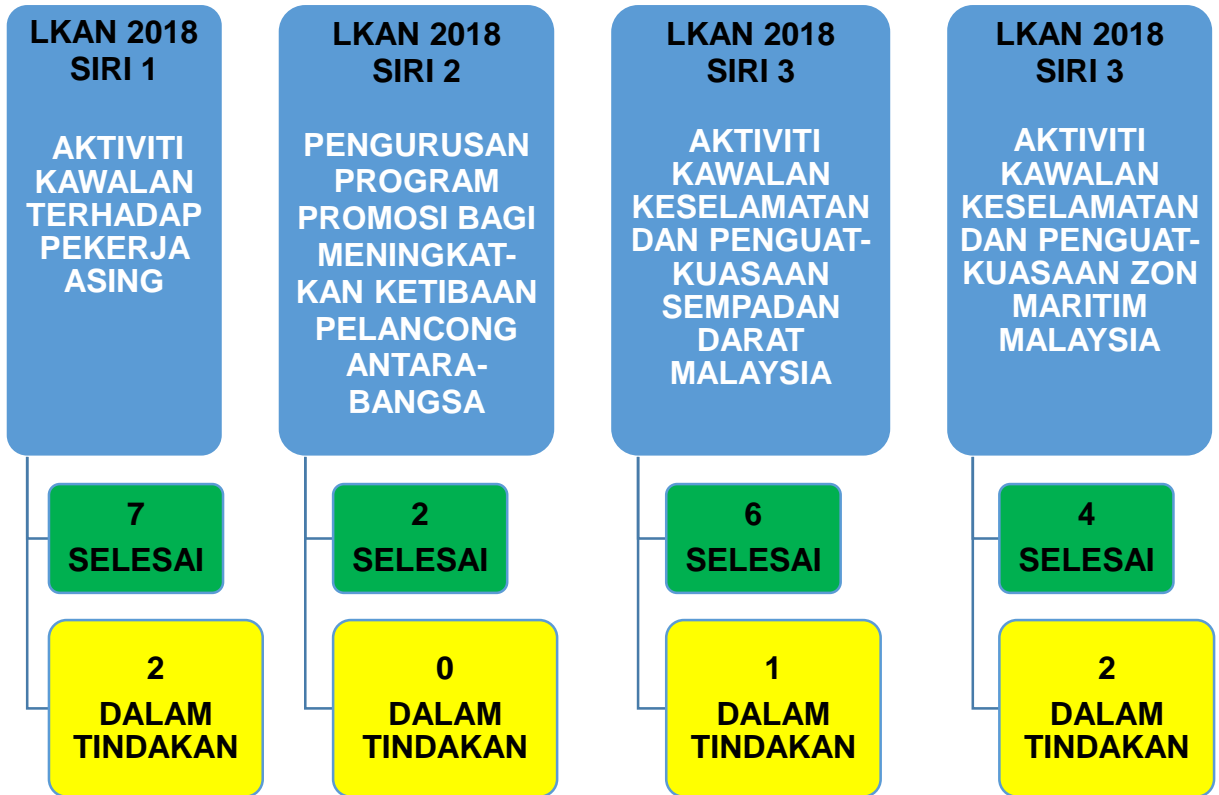 LKAN 2018
SIRI 1
AKTIVITI
KAWALAN
TERHADAP
PEKERJA
ASING
7
SELESAI
2
DALAM
TINDAKAN
LKAN 2018
SIRI 2
PENGURUSAN
PROGRAM
PROMOSI BAGI
MENINGKAT-
KAN KETIBAAN
PELANCONG
ANTARA-
BANGSA
2
SELESAI
0
DALAM
TINDAKAN
LKAN 2018
SIRI 3
AKTIVITI
KAWALAN
KESELAMATAN
DAN PENGUAT-
KUASAAN
SEMPADAN
DARAT
MALAYSIA
6
SELESAI
1
DALAM
TINDAKAN
LKAN 2018
SIRI 3
AKTIVITI
KAWALAN
KESELAMATAN
DAN PENGUAT-
KUASAAN ZON
MARITIM
MALAYSIA
4
SELESAI
2
DALAM
TINDAKAN